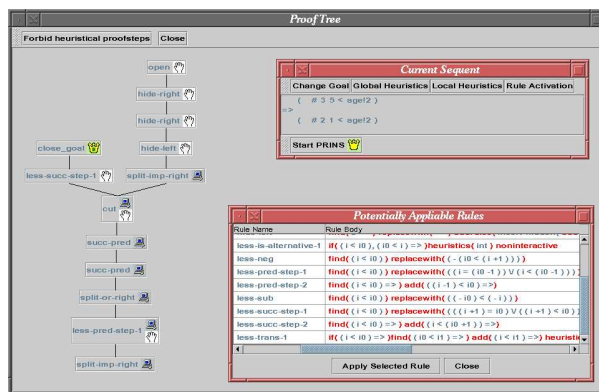 Proof Tree
Forbid heuristical proofsteps Close
open
hide-right
hide-right
close_goal hide-left
less-succ-step-1 split-imp-right
cut
succ-pred
succ-pred
split-or-right
less-pred-step-1
split-imp-right
Current Sequent
Change Goal Global Heuristics Local Heuristics Rule Activation
( # 3 5 < age!2 )
=>
( # 2 1 < age!2 )
Start PRINS
Potentially Appliable Rules
Rule Name Rule Body
less-is-alternative-1 if( ( i < i0 ), ( i0 < i ) => )heuristics( int ) noninteractive
less-neg find( ( i < i0 ) ) replacewith( ( - ( i0 < ( i +1 ) ) ) )
less-pred-step-1 find( ( i < i0 ) ) replacewith( ( ( i = ( i0 -1 ) ) \/ ( i < ( i0 -1 ) ) ) )
less-pred-step-2 find( ( i < i0 ) => ) add( ( ( i -1 ) < i0 ) =>)
less-sub find( ( i < i0 ) ) replacewith( ( ( - i0 ) < ( - i ) ) )
less-succ-step-1 find( ( i < i0 ) ) replacewith( ( ( ( i +1 ) = i0 ) \/ ( ( i +1 ) < i0 ) )
less-succ-step-2 find( ( i < i0 ) => ) add( ( i < ( i0 +1 ) ) =>)
less-trans-1 if( ( i < i0 ) => )find( ( i0 < i1 ) => ) add( ( i < i1 ) =>) heuristi
Apply Selected Rule Close